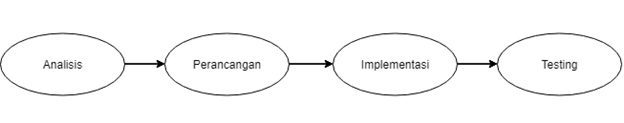 Analisis
Perancangan
Implementasi
Testing